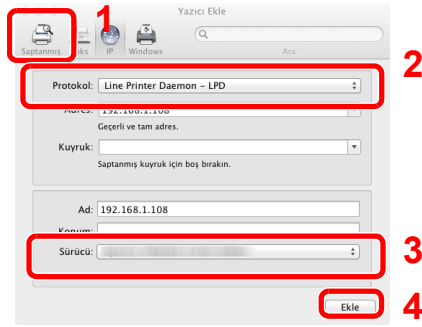 Yazıcı Ekle
1
Saptanmış
IP
Windows
Ara
2
Protokol: Line Printer Daemon – LPD
Adres: 192.168.1.108
Geçerli ve tam adres.
Kuyruk:
Saptanmış kuyruk için boş bırakın.
Ad: 192.168.1.108
Konum:
Sürücü:
3
Ekle
4